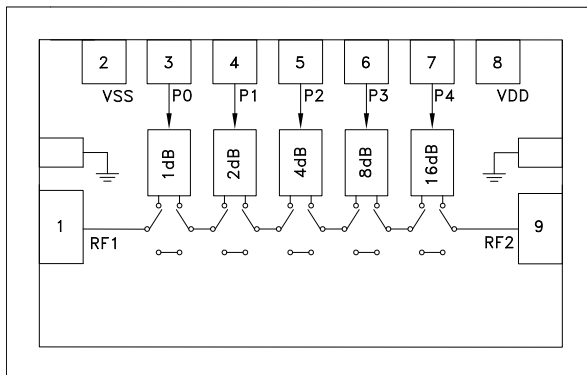 2 3 4 5 6 7 8
VSS P0 P1 P2 P3 P4 VDD
1dB 2dB 4dB 8dB 16dB
1 RF1 RF2 9